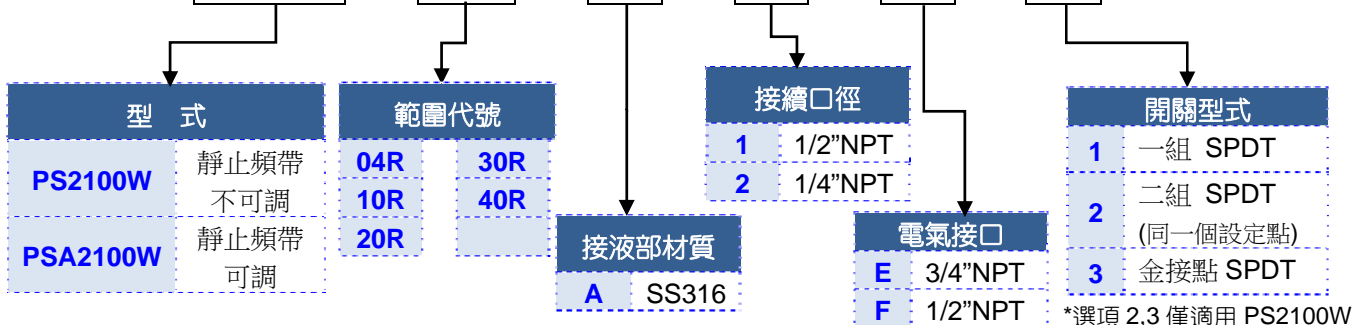 型 式
PS2100W 靜止頻帶
不可調
PSA2100W 靜止頻帶
可調
範圍代號
04R 30R
10R 40R
20R
接液部材質
A SS316
接續口徑
1 1/2”NPT
2 1/4”NPT
電氣接口
E 3/4”NPT
F 1/2”NPT
開關型式
1 一組 SPDT
2 二組 SPDT
(同一個設定點)
3 金接點 SPDT
*選項 2,3 僅適用 PS2100W